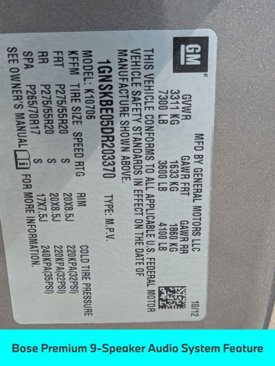 GM
MFD BY GENERAL MOTORS LLC
10/12
GVWR GAWR FRT GAWR RR
3311 KG 1633 KG 1860 KG
7300 LB 3600 LB 4100 LB
THIS VEHICLE CONFORMS TO ALL APPLICABLE U.S. FEDERAL MOTOR
VEHICLE SAFETY STANDARDS IN EFFECT ON THE DATE OF
MANUFACTURE SHOWN ABOVE.
1GNSKBE05DR203370 TYPE: M.P.V.
MODEL: K10706
KFFM TIRE SIZE SPEED RTG RIM COLD TIRE PRESSURE
FRT P275/55R20 S 20X8.5J 220KPA(32PSI)
RR P275/55R20 S 20X8.5J 220KPA(32PSI)
SPA P265/70R17 S 17X7.5J 240KPA(35PSI)
SEE OWNER'S MANUAL FOR MORE INFORMATION.
Bose Premium 9-Speaker Audio System Feature